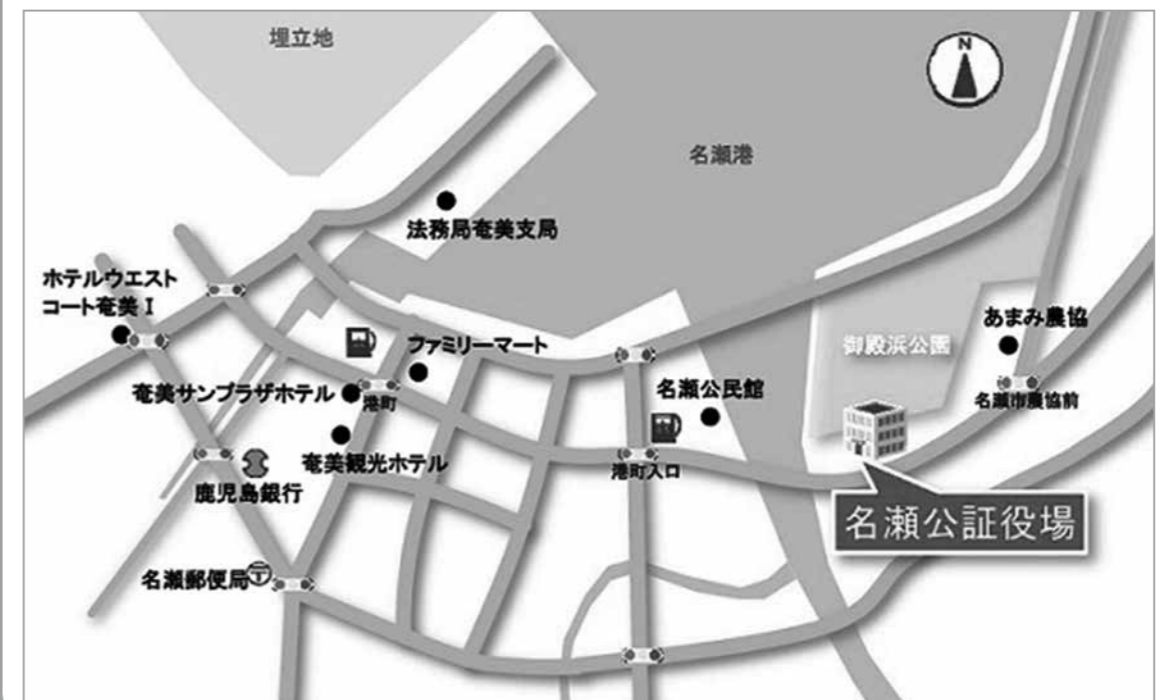 埋立地
N
名瀬港
法務局奄美支局
ホテルウエスト
コート奄美Ⅰ
あまみ農協
御殿浜公園
ファミリーマート
奄美サンプラザホテル
港町
名瀬公民館
名瀬市農協前
奄美観光ホテル
港町入口
鹿児島銀行
名瀬公証役場
名瀬郵便局